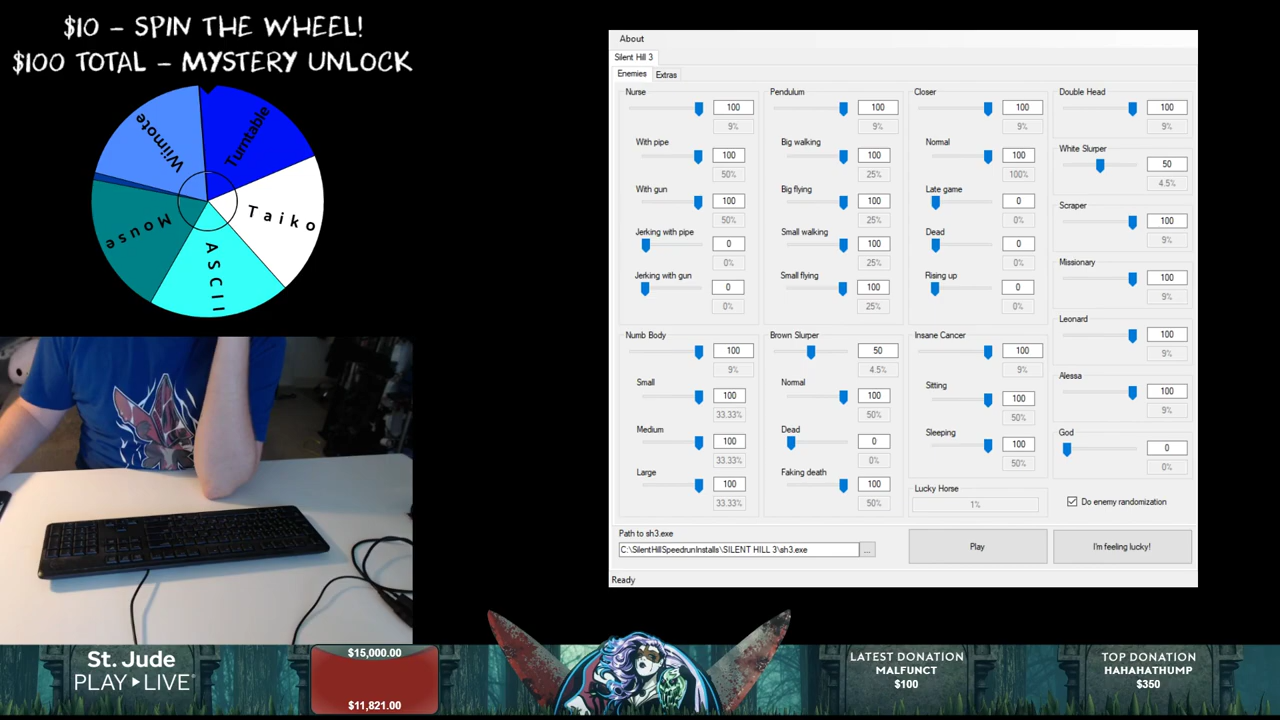 $10 – SPIN THE WHEEL!
$100 TOTAL – MYSTERY UNLOCK
Wiimote
Turntable
Taiko
ASCII
Mouse
About
Silent Hill 3
Enemies Extras
Nurse
100
9%
With pipe
100
50%
With gun
100
50%
Jerking with pipe
0
0%
Jerking with gun
0
0%
Pendulum
100
9%
Big walking
100
25%
Big flying
100
25%
Small walking
100
25%
Small flying
100
25%
Closer
100
9%
Normal
100
100%
Late game
0
0%
Dead
0
0%
Rising up
0
0%
Double Head
100
9%
White Slurper
50
4.5%
Scraper
100
9%
Missionary
100
9%
Leonard
100
9%
Alessa
100
9%
God
0
0%
Numb Body
100
9%
Small
100
33.33%
Medium
100
33.33%
Large
100
33.33%
Brown Slurper
50
4.5%
Normal
100
50%
Dead
0
0%
Faking death
100
50%
Insane Cancer
100
9%
Sitting
100
50%
Sleeping
100
50%
Lucky Horse
1%
Do enemy randomization
Path to sh3.exe
C:\SilentHillSpeedrunInstalls\SILENT HILL 3\sh3.exe
...
Play
I'm feeling lucky!
Ready
St. Jude
PLAY LIVE
$15,000.00
$11,821.00
LATEST DONATION
MALFUNCT
$100
TOP DONATION
HAHAHATHUMP
$350